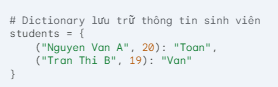 # Dictionary lưu trữ thông tin sinh viên
students = {
    ("Nguyen Van A", 20): "Toan",
    ("Tran Thi B", 19): "Van"
}